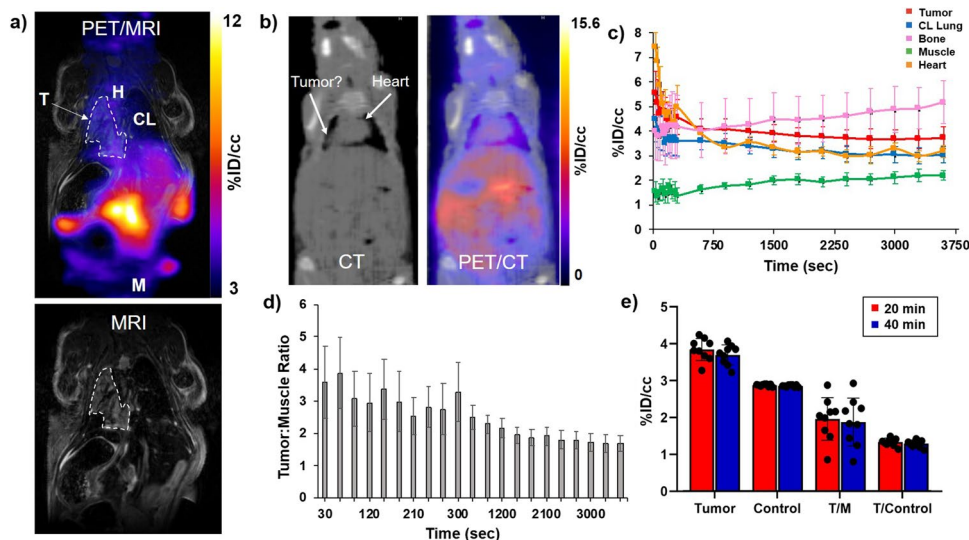 a)
PET/MRI
T
H
CL
M
12
%ID/cc
3
MRI
b)
H
Tumor?
Heart
CT
PET/CT
15.6
%ID/cc
0
c)
Tumor
CL Lung
Bone
Muscle
Heart
%ID/cc
8
7
6
5
4
3
2
1
0
0 750 1500 2250 3000 3750
Time (sec)
d)
Tumor:Muscle Ratio
6
5
4
3
2
1
0
30 120 210 300 1200 2100 3000
Time (sec)
e)
20 min
40 min
%ID/cc
5
4
3
2
1
0
Tumor Control T/M T/Control